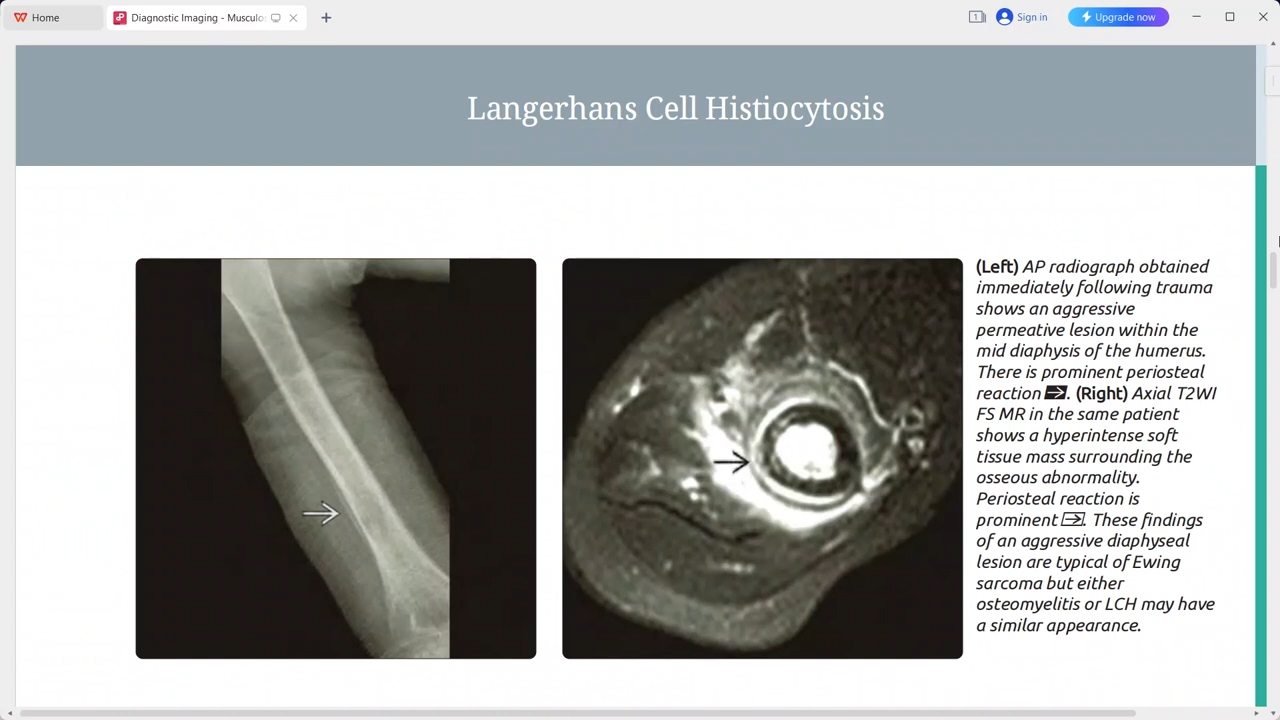 Home
Diagnostic Imaging - Musculos
1
Sign in
Upgrade now
Langerhans Cell Histiocytosis
(Left) AP radiograph obtained
immediately following trauma
shows an aggressive
permeative lesion within the
mid diaphysis of the humerus.
There is prominent periosteal
reaction ➡. (Right) Axial T2WI
FS MR in the same patient
shows a hyperintense soft
tissue mass surrounding the
osseous abnormality.
Periosteal reaction is
prominent ➡. These findings
of an aggressive diaphyseal
lesion are typical of Ewing
sarcoma but either
osteomyelitis or LCH may have
a similar appearance.